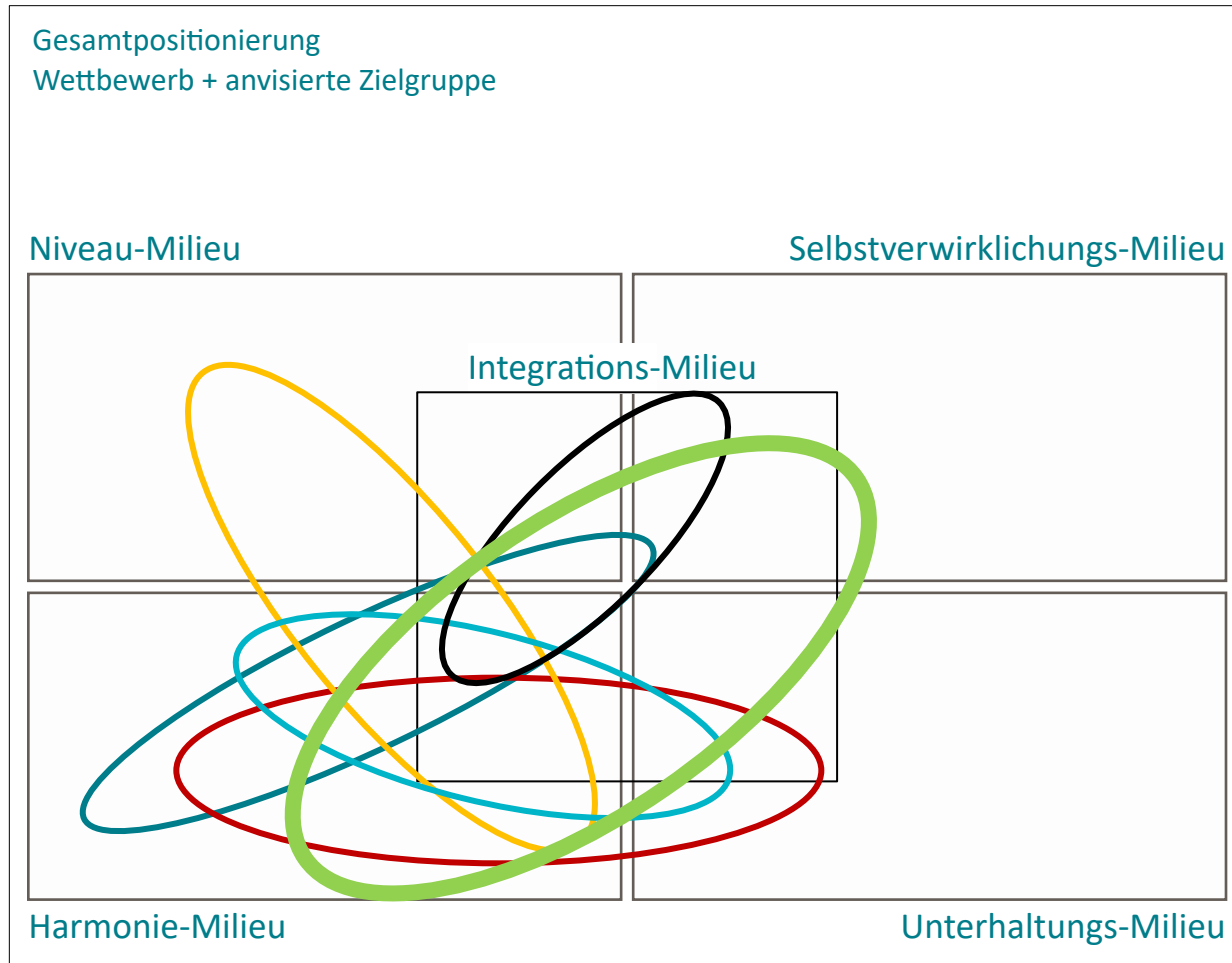 Gesamtpositionierung
Wettbewerb + anvisierte Zielgruppe
Niveau-Milieu
Selbstverwirklichungs-Milieu
Integrations-Milieu
Harmonie-Milieu
Unterhaltungs-Milieu